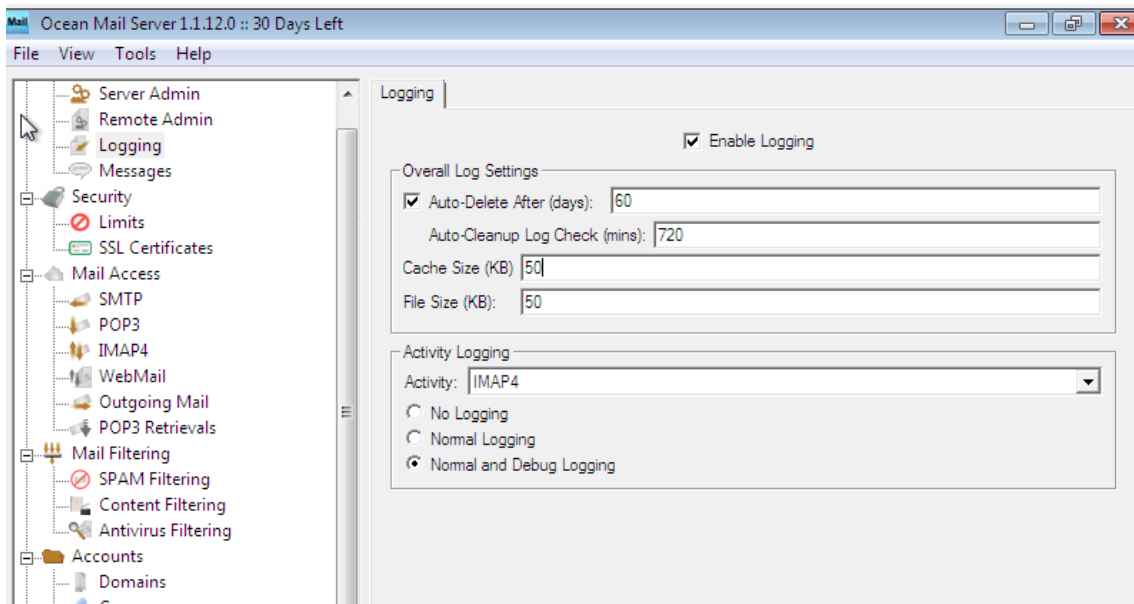 Mail Ocean Mail Server 1.1.12.0 :: 30 Days Left
File View Tools Help
Server Admin
Remote Admin
Logging
Messages
Security
Limits
SSL Certificates
Mail Access
SMTP
POP3
IMAP4
WebMail
Outgoing Mail
POP3 Retrievals
Mail Filtering
SPAM Filtering
Content Filtering
Antivirus Filtering
Accounts
Domains
Logging
Enable Logging
Overall Log Settings
Auto-Delete After (days): 60
Auto-Cleanup Log Check (mins): 720
Cache Size (KB) 50
File Size (KB): 50
Activity Logging
Activity: IMAP4
No Logging
Normal Logging
Normal and Debug Logging